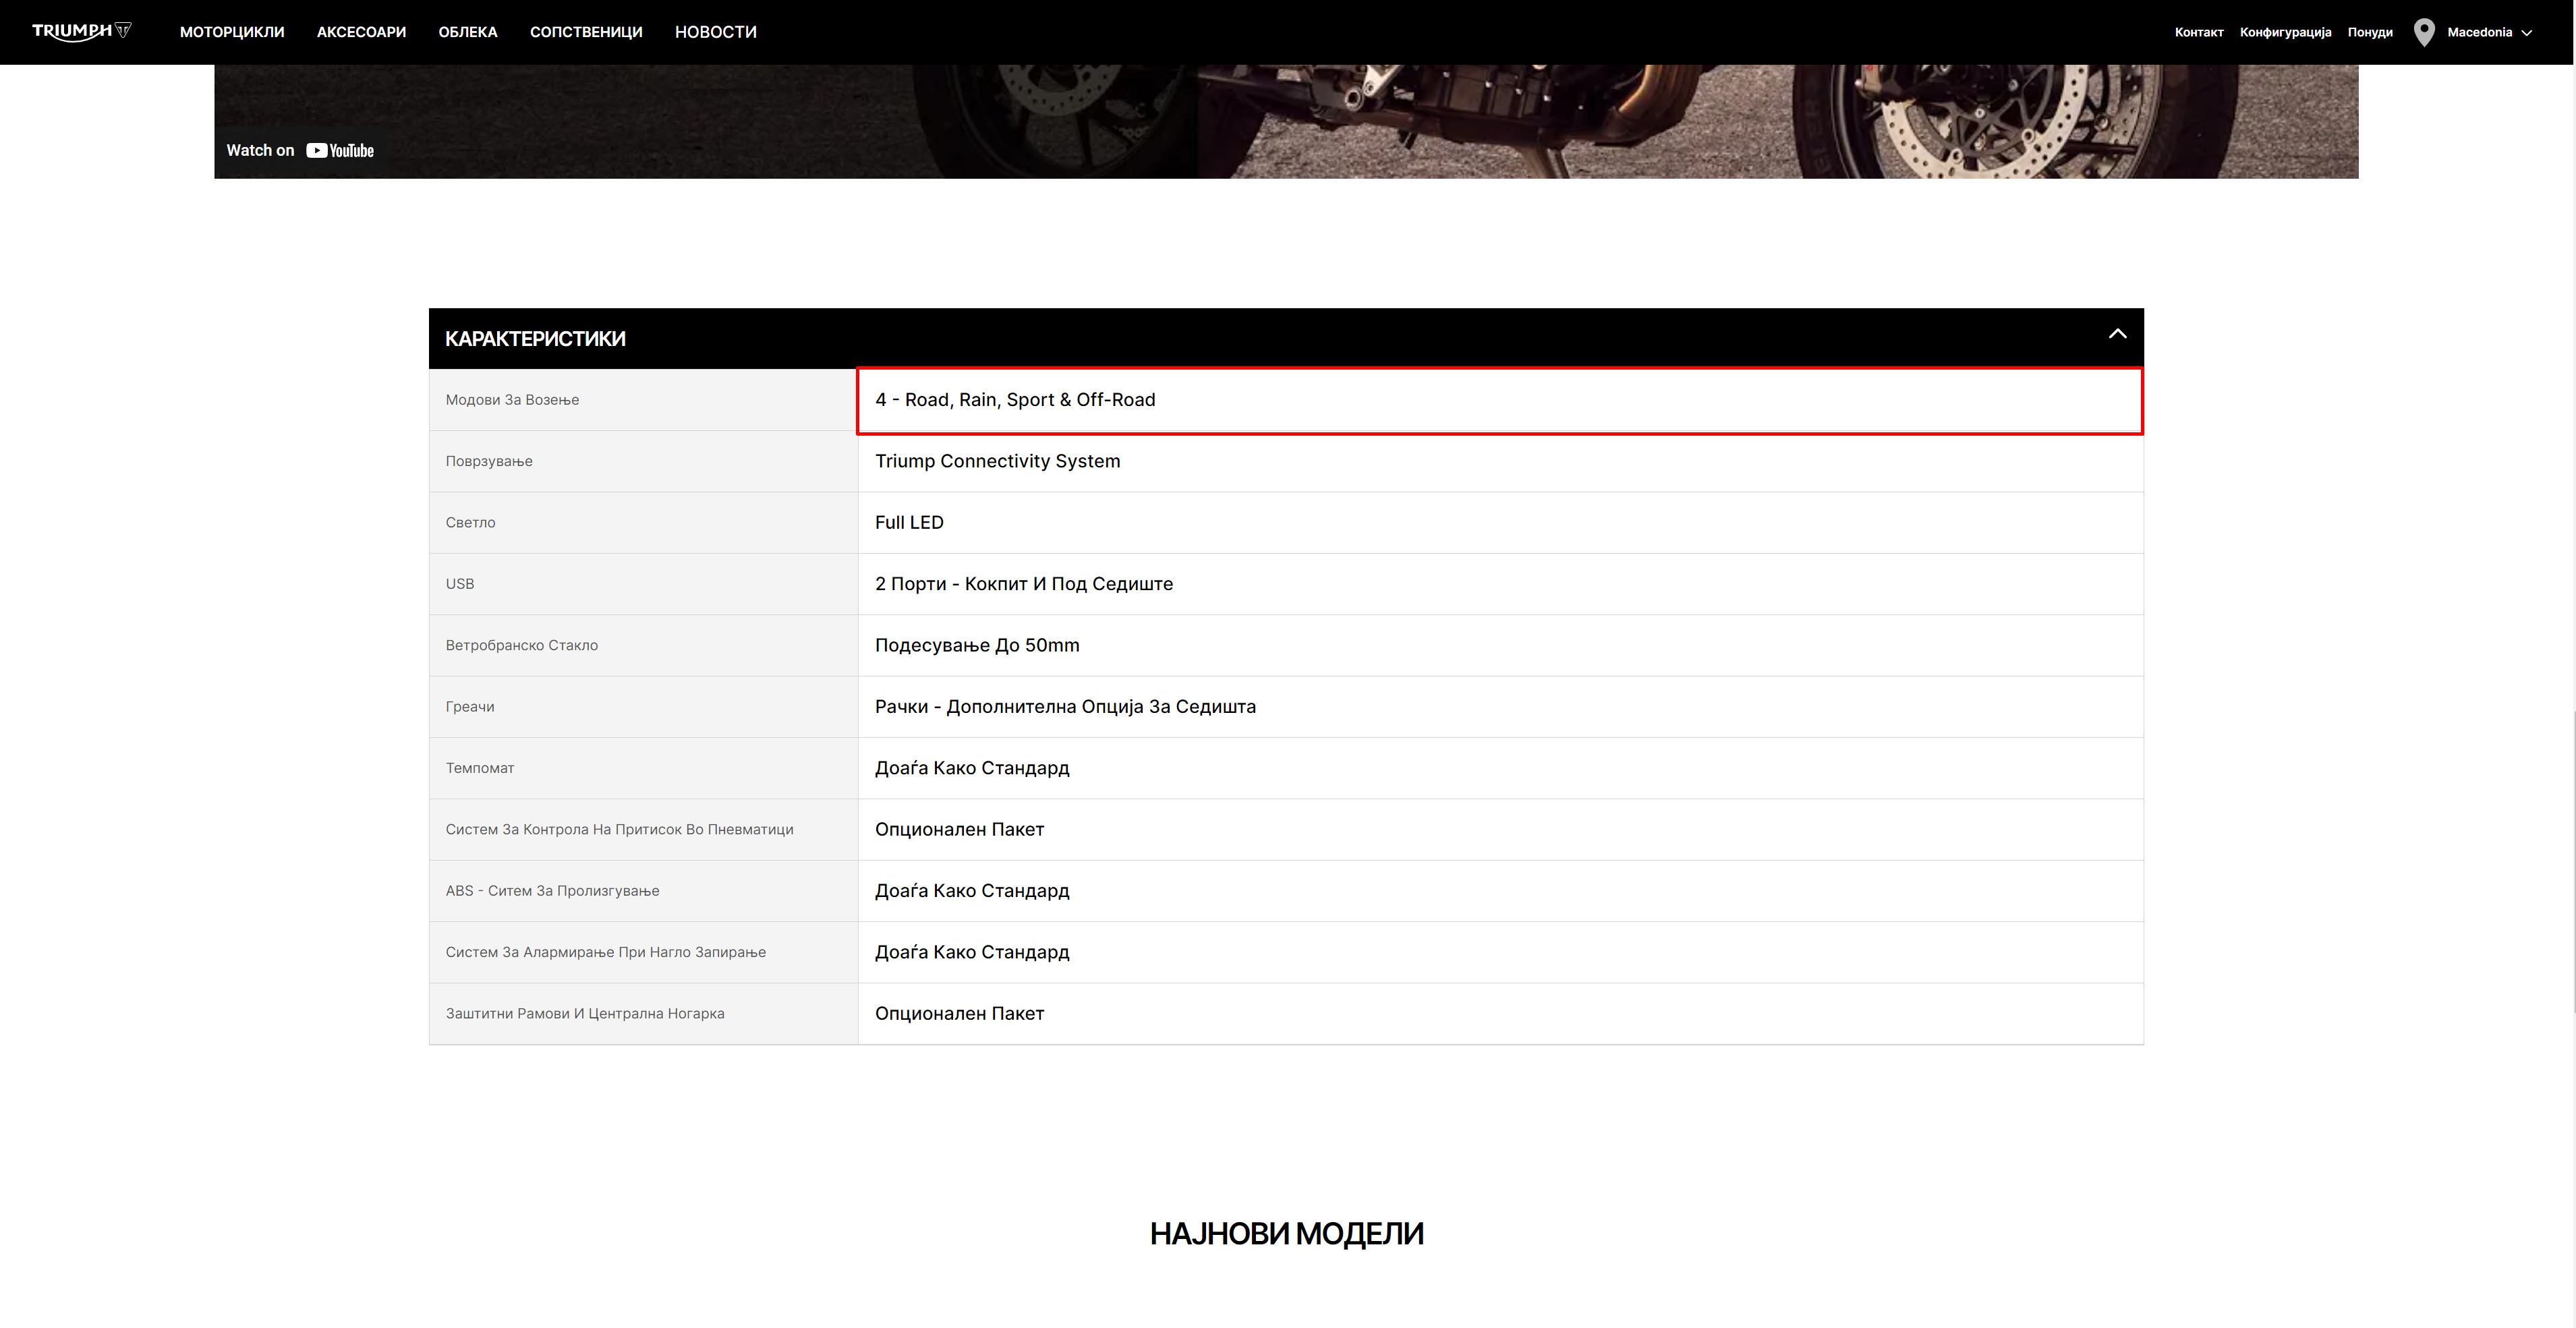 TRIUMPH МОТОРЦИКЛИ АКСЕСОАРИ ОБЛЕКА СОПСТВЕНИЦИ НОВОСТИ Контакт Конфигурација Понуди Macedonia
Watch on YouTube
КАРАКТЕРИСТИКИ
Модови За Возење 4 - Road, Rain, Sport & Off-Road
Поврзување Triump Connectivity System
Светло Full LED
USB 2 Порти - Кокпит И Под Седиште
Ветробранско Стакло Подесување До 50mm
Греачи Рачки - Дополнителна Опција За Седишта
Темпомат Доаѓа Како Стандард
Систем За Контрола На Притисок Во Пневматици Опционален Пакет
ABS - Ситем За Пролизгување Доаѓа Како Стандард
Систем За Алармирање При Нагло Запирање Доаѓа Како Стандард
Заштитни Рамови И Централна Ногарка Опционален Пакет
НАЈНОВИ МОДЕЛИ